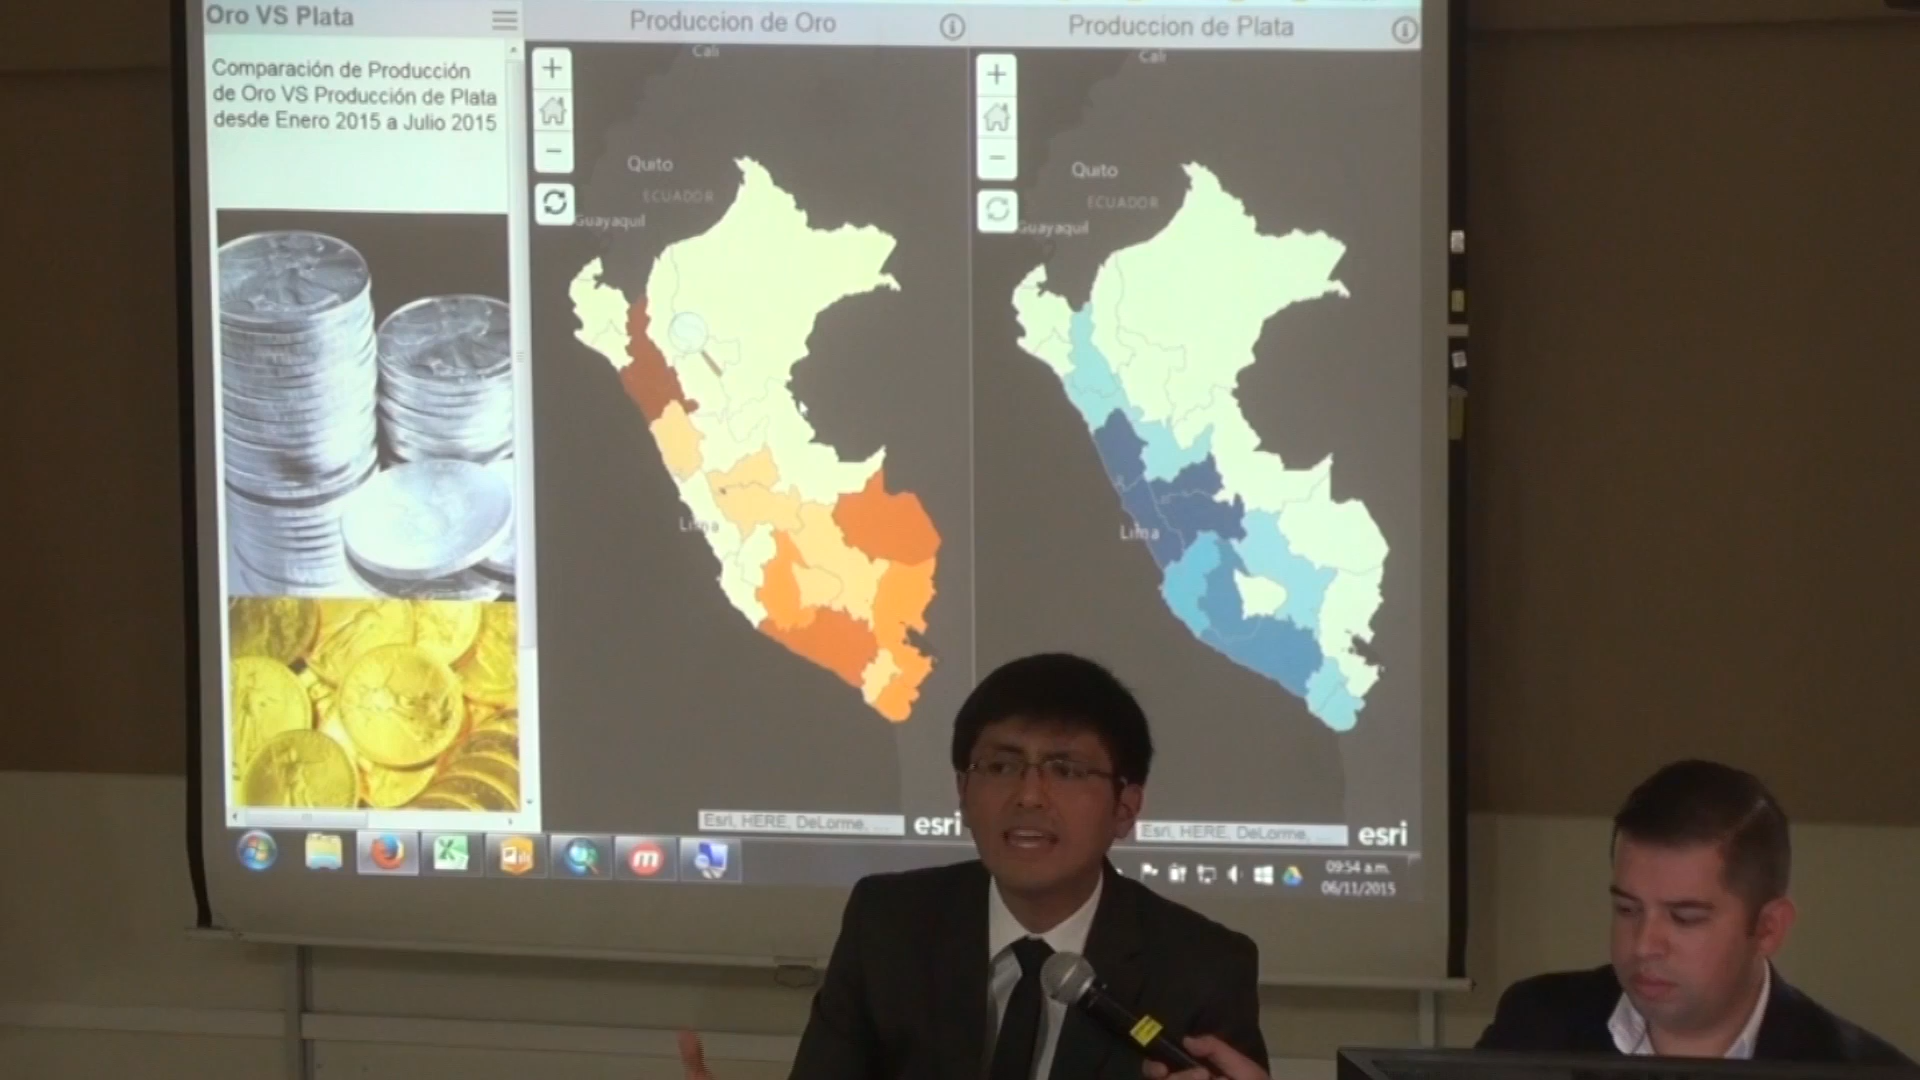 Oro VS Plata
Comparación de Producción
de Oro VS Producción de Plata
desde Enero 2015 a Julio 2015
Produccion de Oro
Cali
Quito
ECUADOR
Guayaquil
Lima
Esri, HERE, DeLorme, ...
esri
Produccion de Plata
Cali
Quito
ECUADOR
Guayaquil
Lima
Esri, HERE, DeLorme, ...
esri
09:54 a.m.
06/11/2015